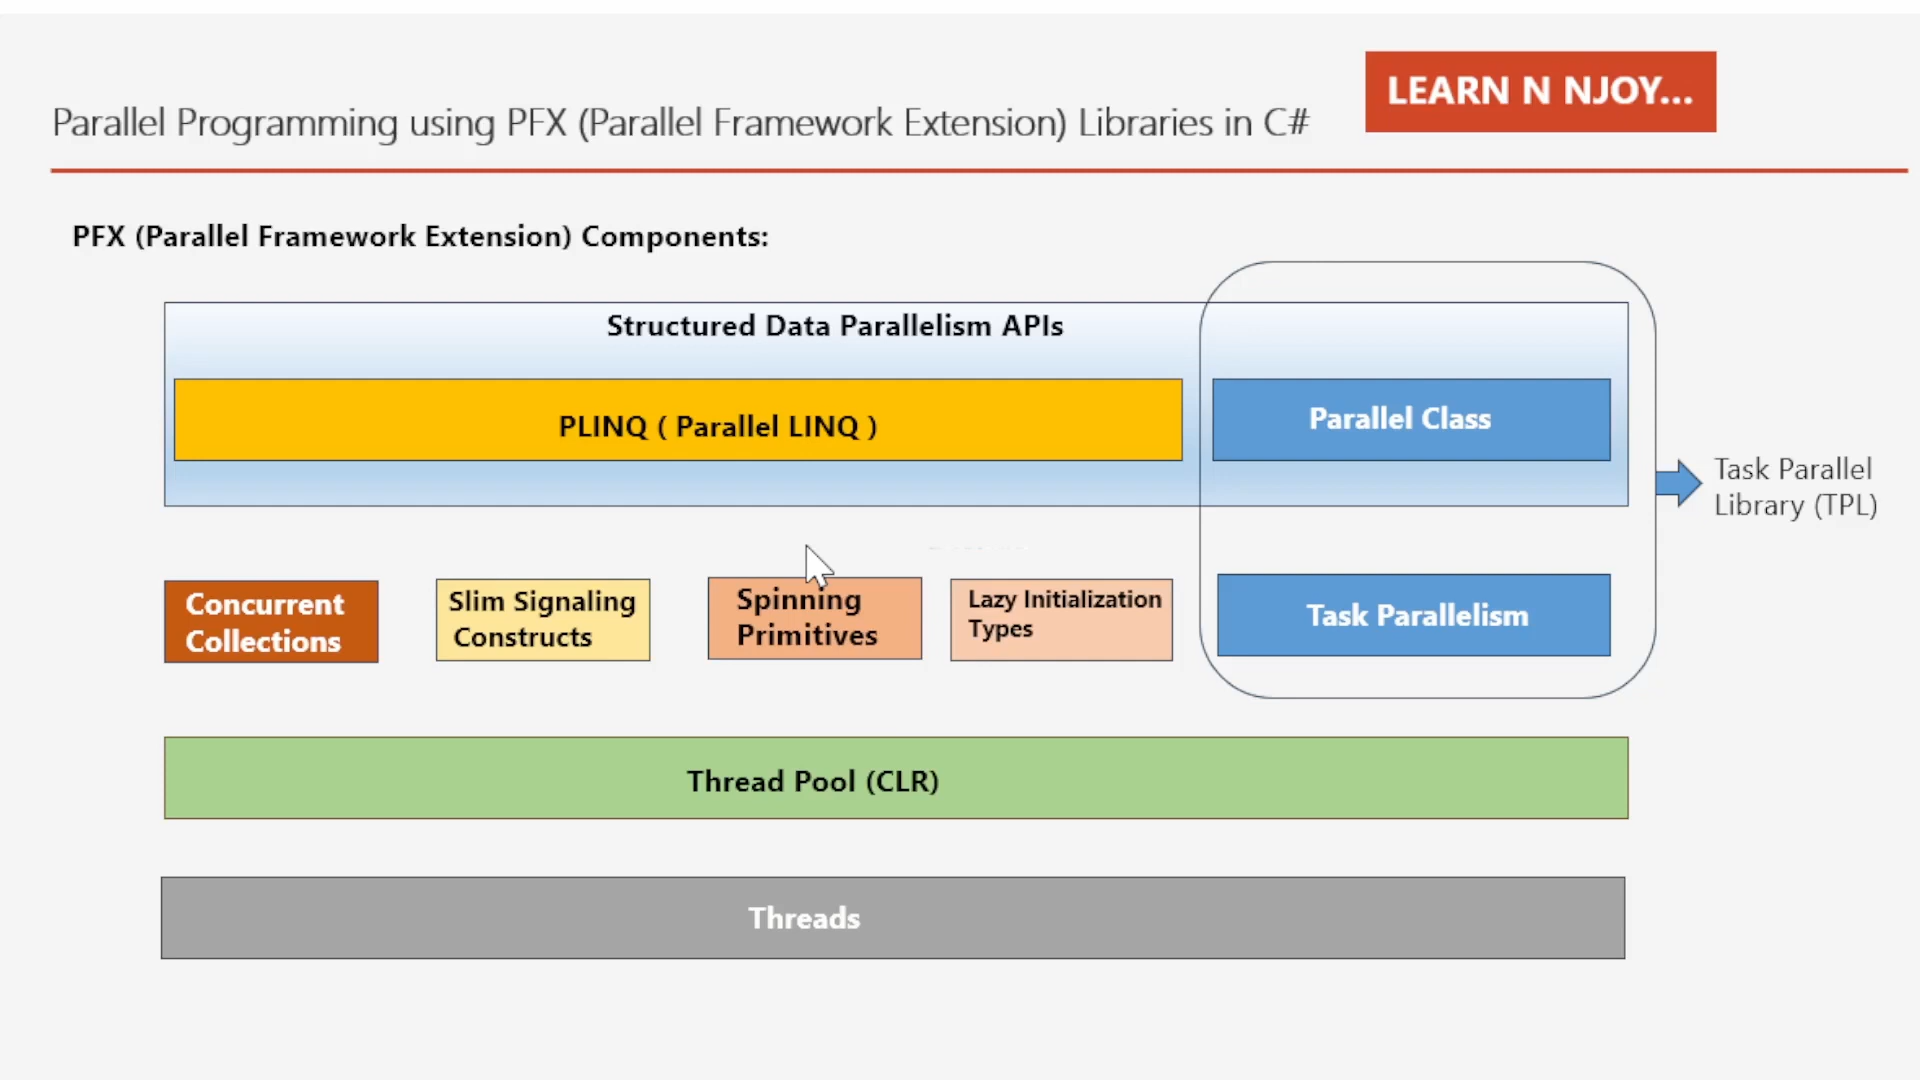 LEARN N NJOY...
Parallel Programming using PFX (Parallel Framework Extension) Libraries in C#
PFX (Parallel Framework Extension) Components:
Structured Data Parallelism APIs
PLINQ ( Parallel LINQ )
Parallel Class
Task Parallel
Library (TPL)
Concurrent
Collections
Slim Signaling
Constructs
Spinning
Primitives
Lazy Initialization
Types
Task Parallelism
Thread Pool (CLR)
Threads